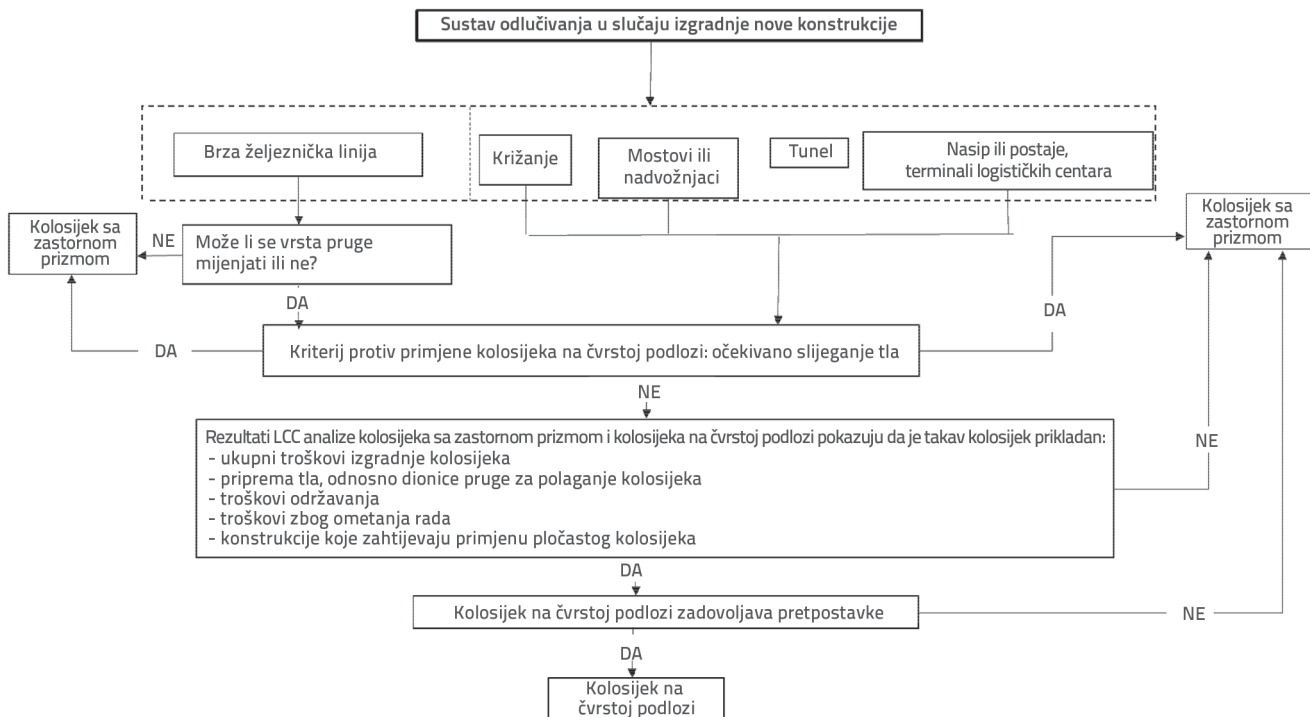 Sustav odlučivanja u slučaju izgradnje nove konstrukcije
Brza željeznička linija
Križanje
Mostovi ili
nadvožnjaci
Tunel
Nasip ili postaje,
terminali logističkih centara
Kolosijek sa
zastornom
prizmom
NE
Može li se vrsta pruge
mijenjati ili ne?
Kolosijek sa
zastornom
prizmom
DA
DA
DA
Kriterij protiv primjene kolosijeka na čvrstoj podlozi: očekivano slijeganje tla
NE
Rezultati LCC analize kolosijeka sa zastornom prizmom i kolosijeka na čvrstoj podlozi pokazuju da je takav kolosijek prikladan:
- ukupni troškovi izgradnje kolosijeka
- priprema tla, odnosno dionice pruge za polaganje kolosijeka
- troškovi održavanja
- troškovi zbog ometanja rada
- konstrukcije koje zahtijevaju primjenu pločastog kolosijeka
NE
DA
Kolosijek na čvrstoj podlozi zadovoljava pretpostavke
NE
DA
Kolosijek na
čvrstoj podlozi